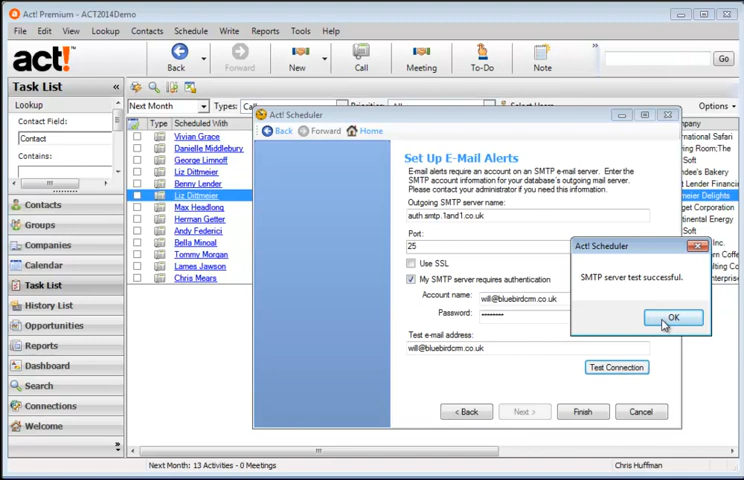 Act! Premium - ACT2014Demo
File Edit View Lookup Contacts Schedule Write Reports Tools Help
act!
Back
Forward
New
Call
Meeting
To-Do
Note
»
Go
Task List «
Next Month Types:
Options
Lookup
Contact Field:
Contact
Contains:
Type Scheduled With
Vivian Grace
Danielle Middlebury
George Limnoff
Liz Dittmeier
Benny Lender
Liz Dittmeier
Max Headlong
Herman Getter
Andy Federici
Bella Minoal
Tommy Morgan
Lames Jawson
Chris Mears
Contacts
Groups
Companies
Calendar
Task List
History List
Opportunities
Reports
Dashboard
Search
Connections
Welcome
Act! Scheduler
Back Forward Home
Set Up E-Mail Alerts
E-mail alerts require an account on an SMTP e-mail server. Enter the
SMTP account information for your database's outgoing mail server.
Please contact your administrator if you need this information.
Outgoing SMTP server name:
auth.smtp.1and1.co.uk
Port:
25
Use SSL
My SMTP server requires authentication
Account name: will@bluebirdcrm.co.uk
Password: --------
Test e-mail address:
will@bluebirdcrm.co.uk
Test Connection
< Back Next > Finish Cancel
Act! Scheduler
SMTP server test successful.
OK
Next Month: 13 Activities - 0 Meetings
Chris Huffman